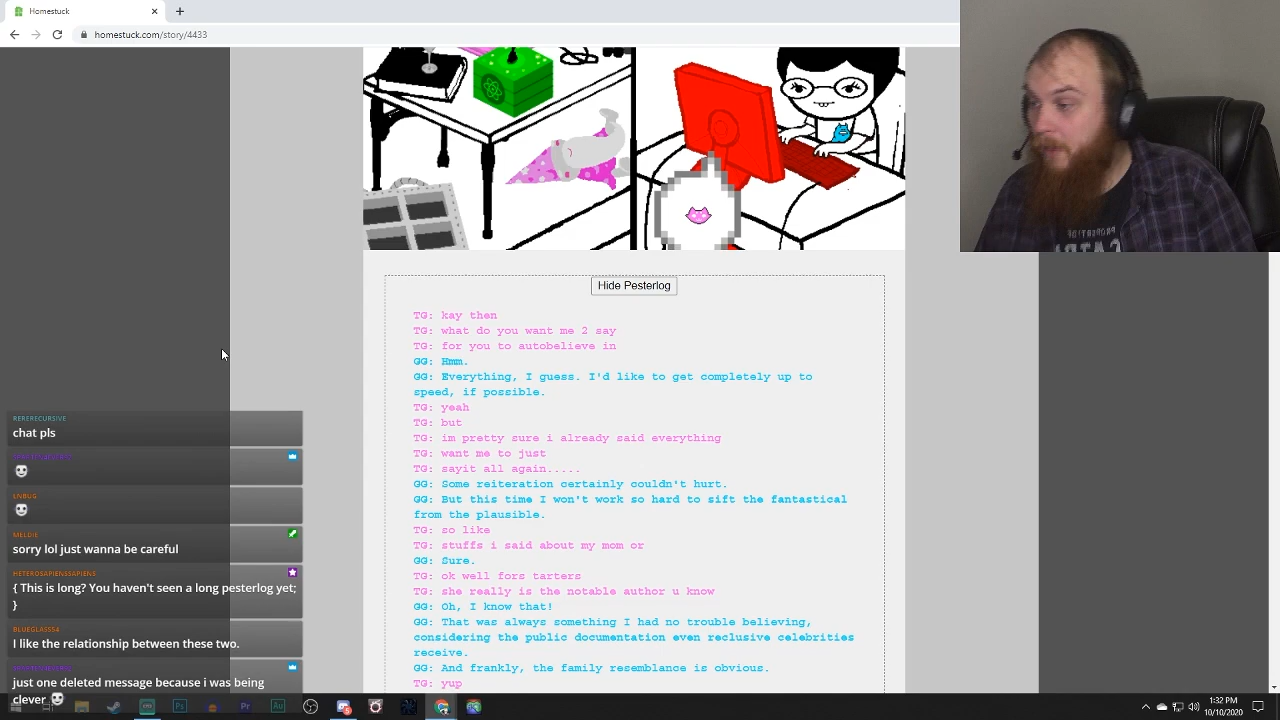 Homestuck
homestuck.com/story/4433
Hide Pesterlog
TG: kay then
TG: what do you want me 2 say
TG: for you to autobelieve in
GG: Hmm.
GG: Everything, I guess. I'd like to get completely up to
speed, if possible.
TG: yeah
TG: but
TG: im pretty sure i already said everything
TG: want me to just
TG: sayit all again.....
GG: Some reiteration certainly couldn't hurt.
GG: But this time I won't work so hard to sift the fantastical
from the plausible.
TG: so like
TG: stuffs i said about my mom or
GG: Sure.
TG: ok well fors tarters
TG: she really is the notable author u know
GG: Oh, I know that!
GG: That was always something I had no trouble believing,
considering the public documentation even reclusive celebrities
receive.
GG: And frankly, the family resemblance is obvious.
TG: yup
RERERECURSIVE
chat pls
LNBUG
MELDIE
sorry lol just wanna be careful
HETEROSAPIENSSAPIENS
{ This is long? You haven't seen a long pesterlog yet;
}
BLUEGLASS54
I like the relationship between these two.
just one deleted message because i was being
clever
Ps
Pr
Au
1:32 PM
10/10/2020